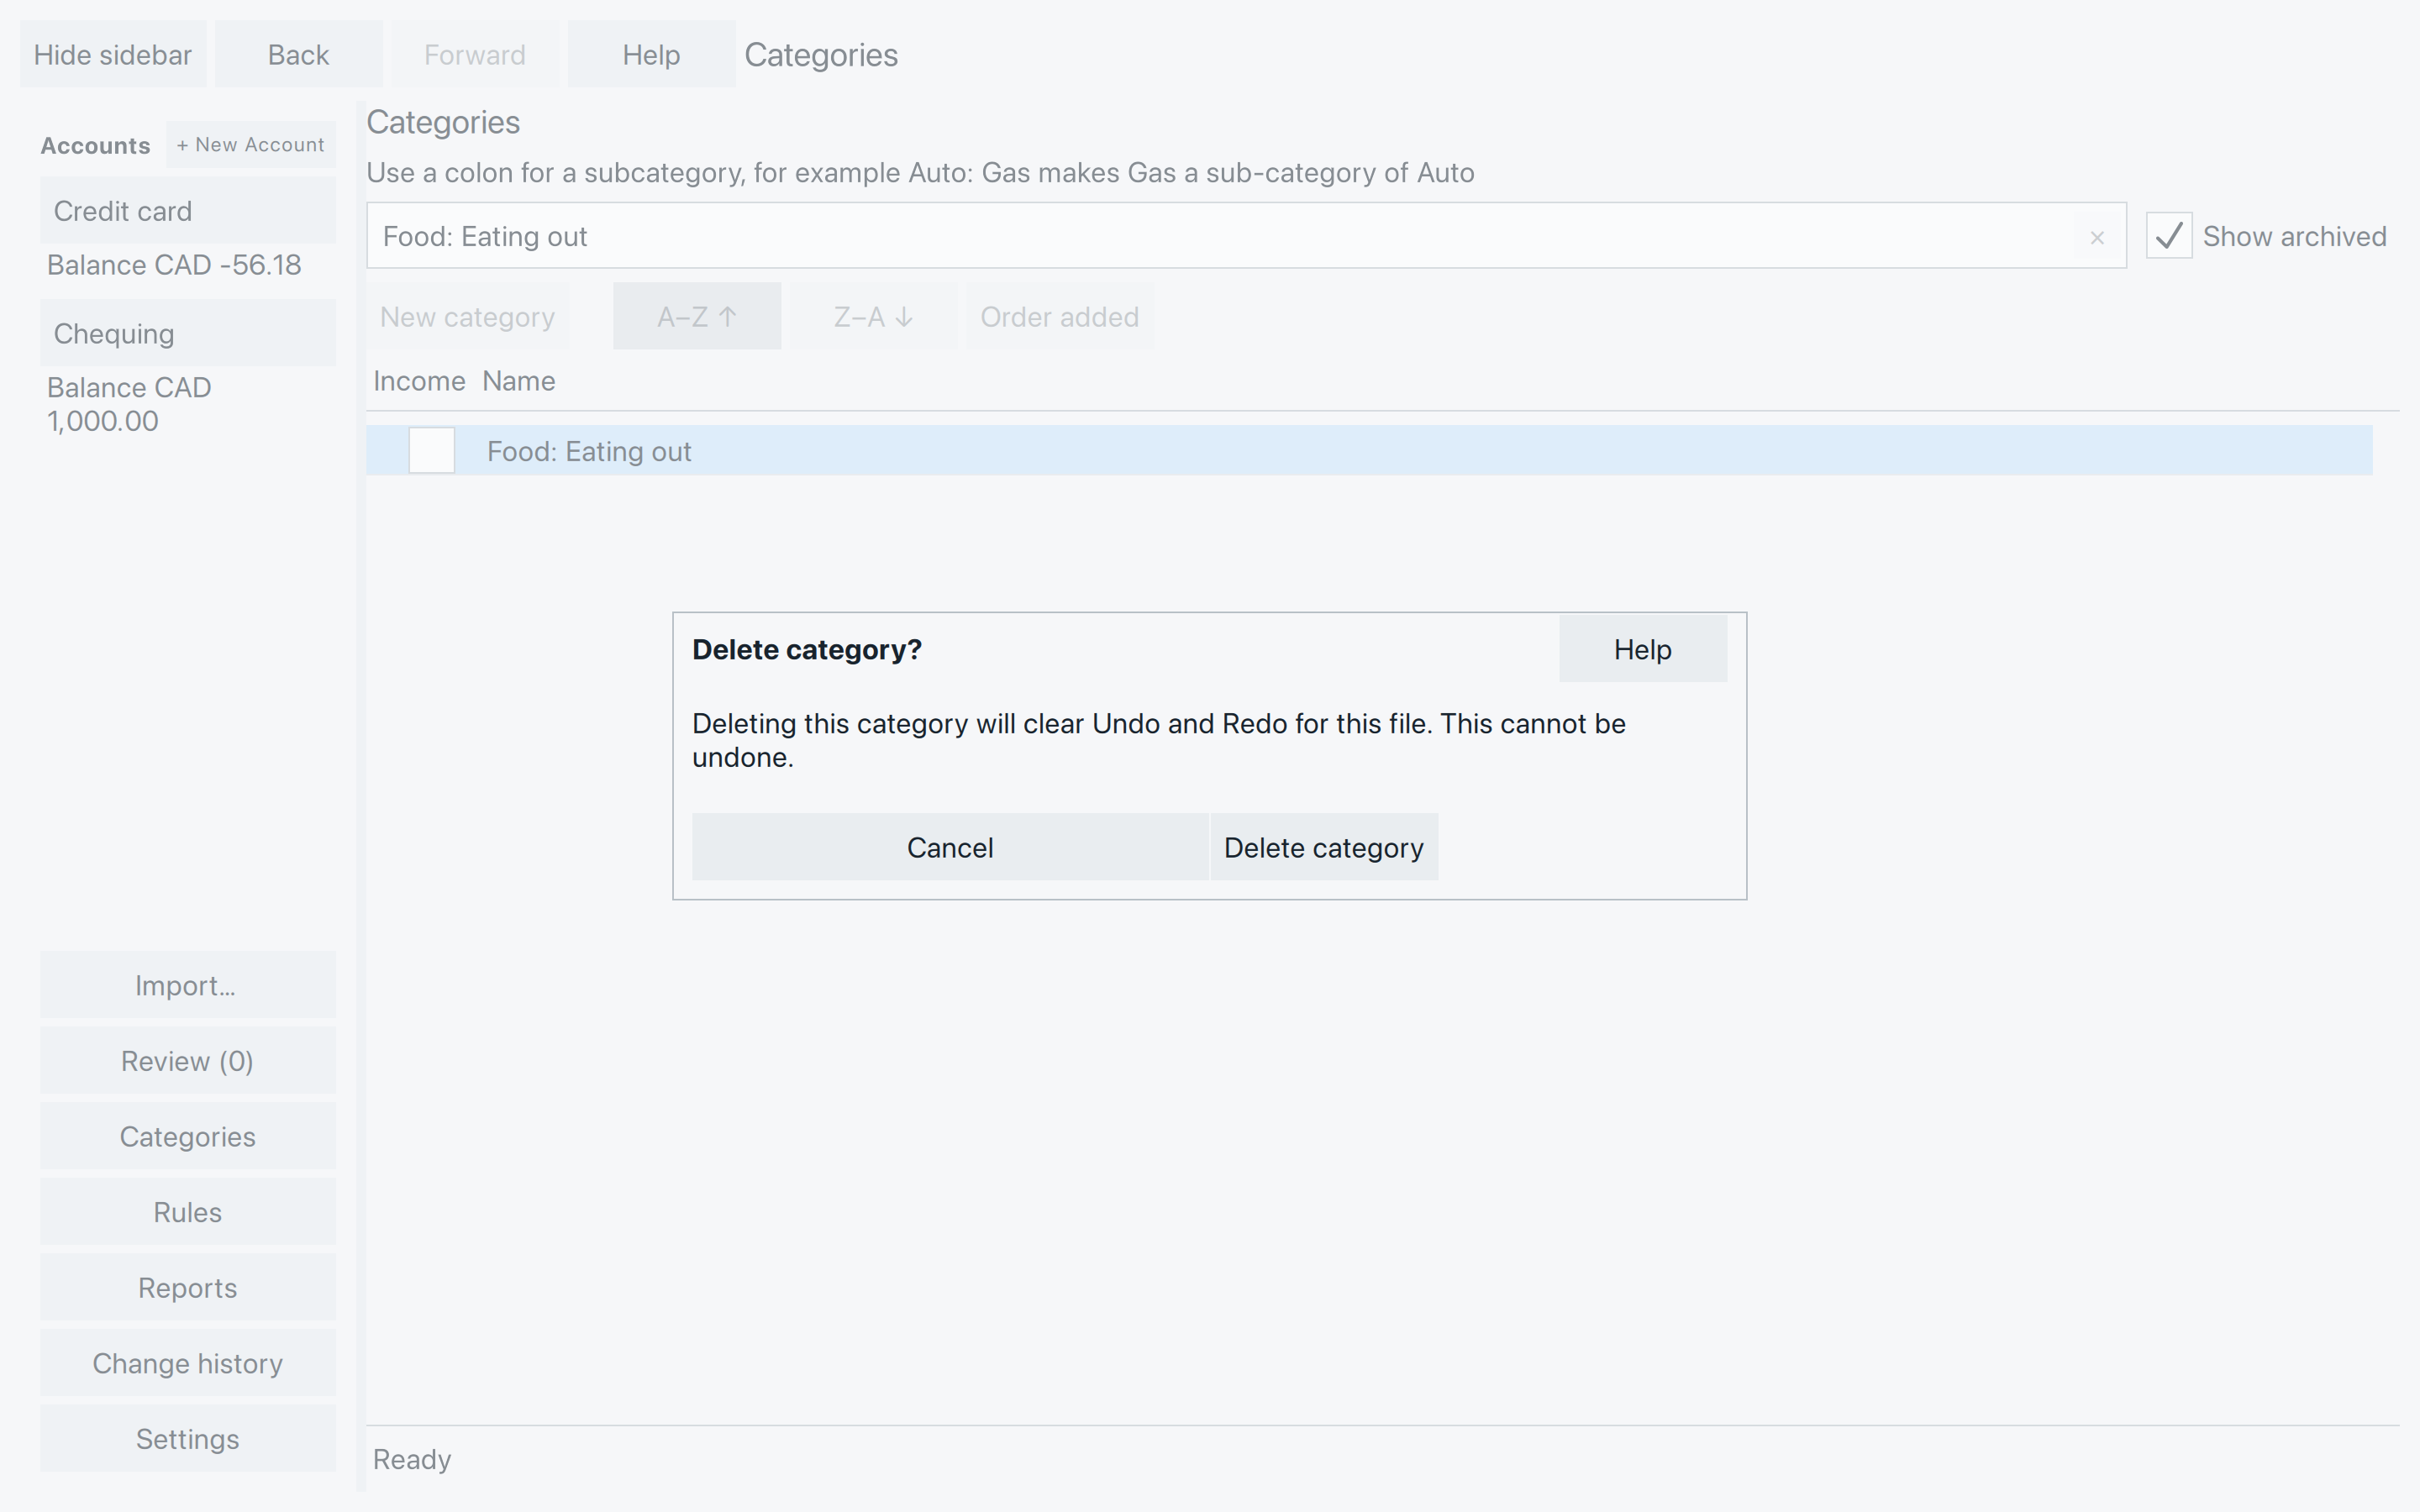 Hide sidebar
Back
Forward
Help
Categories
Accounts
+ New Account
Credit card
Balance CAD -56.18
Chequing
Balance CAD
1,000.00
Import...
Review (0)
Categories
Rules
Reports
Change history
Settings
Categories
Use a colon for a subcategory, for example Auto: Gas makes Gas a sub-category of Auto
Food: Eating out
×
Show archived
New category
A–Z ↑
Z–A ↓
Order added
Income
Name
Food: Eating out
Delete category?
Help
Deleting this category will clear Undo and Redo for this file. This cannot be
undone.
Cancel
Delete category
Ready